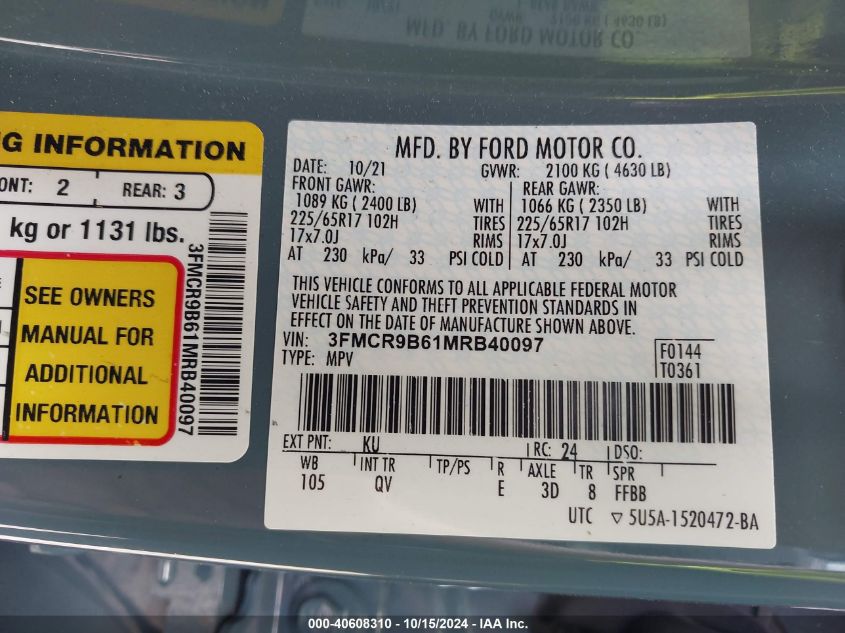 MFD. BY FORD MOTOR CO.
GVWR: 2100 KG ( 4630 LB)
G INFORMATION
ONT: 2 REAR: 3
kg or 1131 lbs.
SEE OWNERS
MANUAL FOR
ADDITIONAL
INFORMATION
3FMCR9B61MRB40097
MFD. BY FORD MOTOR CO.
DATE: 10/21 GVWR: 2100 KG ( 4630 LB)
FRONT GAWR: REAR GAWR:
1089 KG ( 2400 LB) WITH 1066 KG ( 2350 LB) WITH
225/65R17 102H TIRES 225/65R17 102H TIRES
17x7.0J RIMS 17x7.0J RIMS
AT 230 kPa/ 33 PSI COLD AT 230 kPa/ 33 PSI COLD
THIS VEHICLE CONFORMS TO ALL APPLICABLE FEDERAL MOTOR
VEHICLE SAFETY AND THEFT PREVENTION STANDARDS IN
EFFECT ON THE DATE OF MANUFACTURE SHOWN ABOVE.
VIN: 3FMCR9B61MRB40097
TYPE: MPV
F0144
T0361
EXT PNT: KU RC: 24 DSO:
WB INT TR TP/PS R AXLE TR SPR
105 QV E 3D 8 FFBB
UTC ▽ 5U5A-1520472-BA
000-40608310 - 10/15/2024 - IAA Inc.